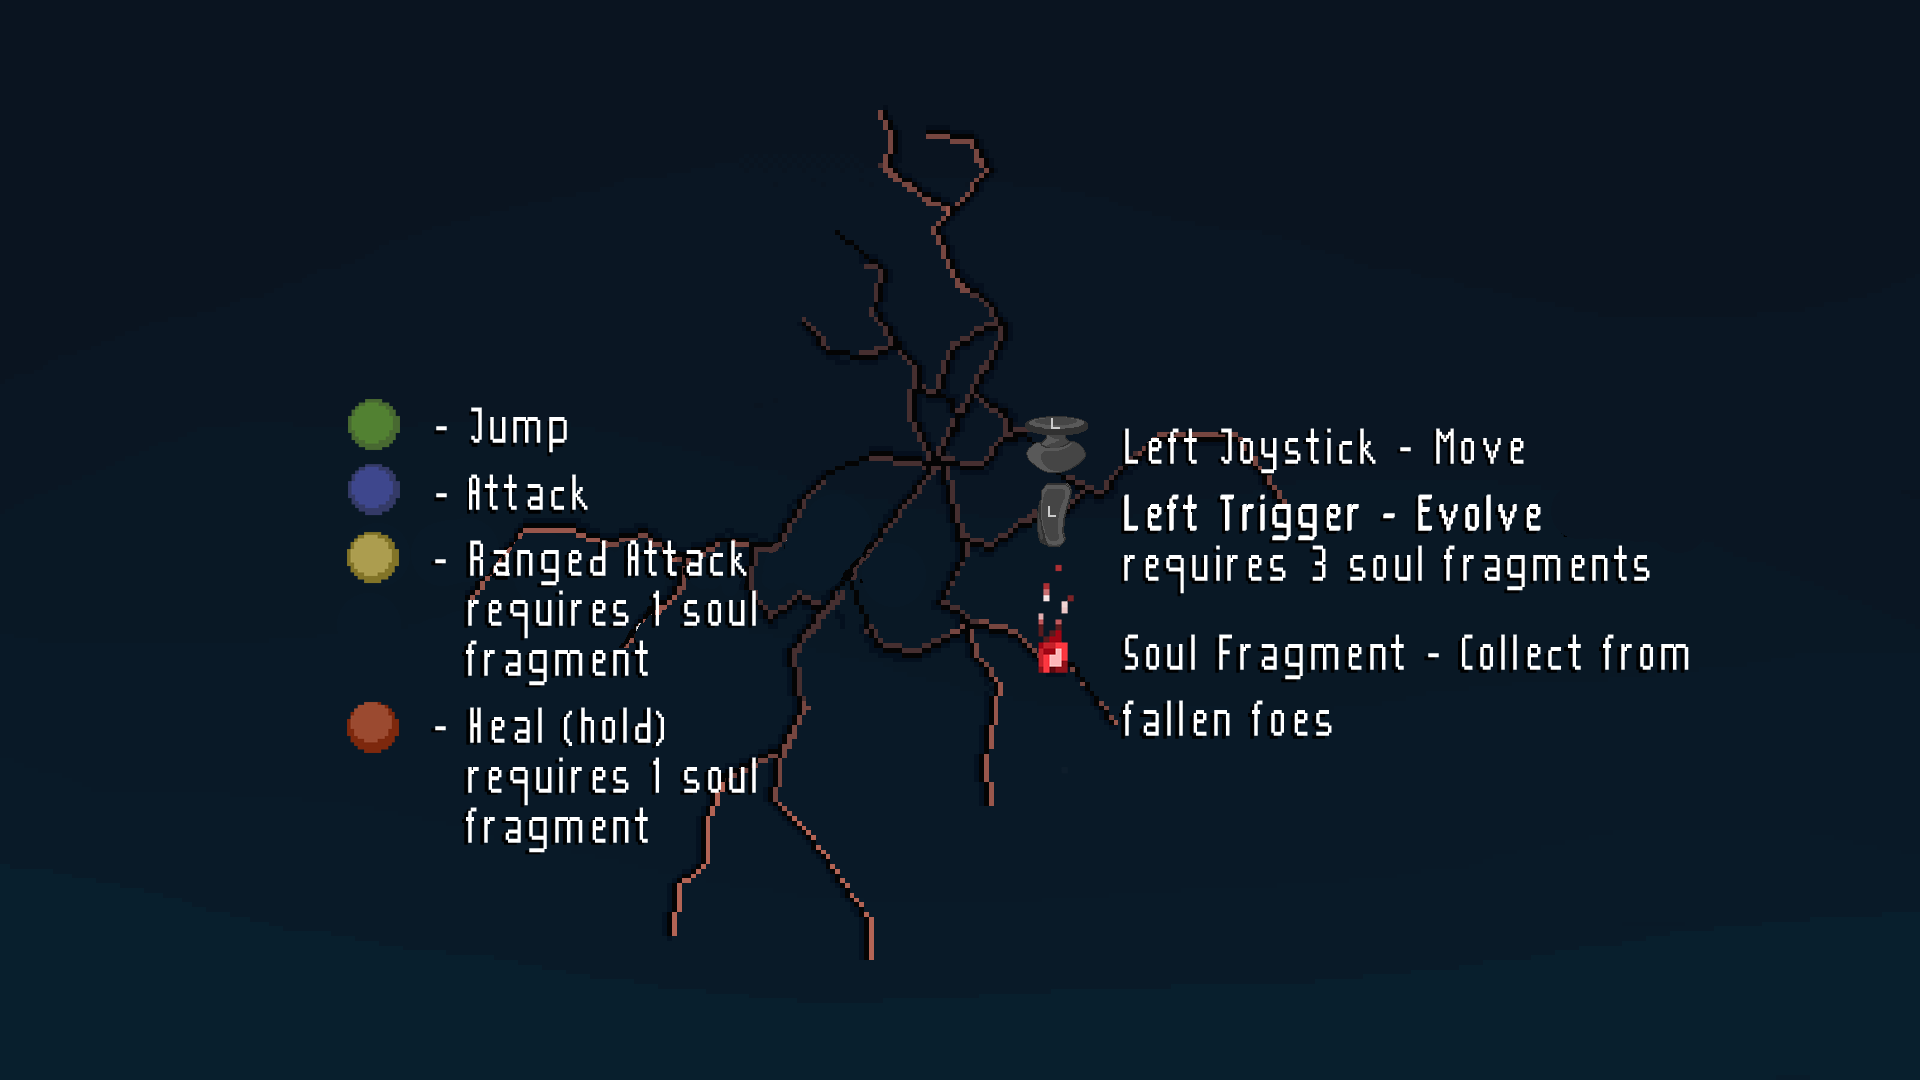 - Jump
- Attack
- Ranged Attack
requires 1 soul
fragment
- Heal (hold)
requires 1 soul
fragment
L
Left Joystick - Move
L
Left Trigger - Evolve
requires 3 soul fragments
Soul Fragment - Collect from
fallen foes